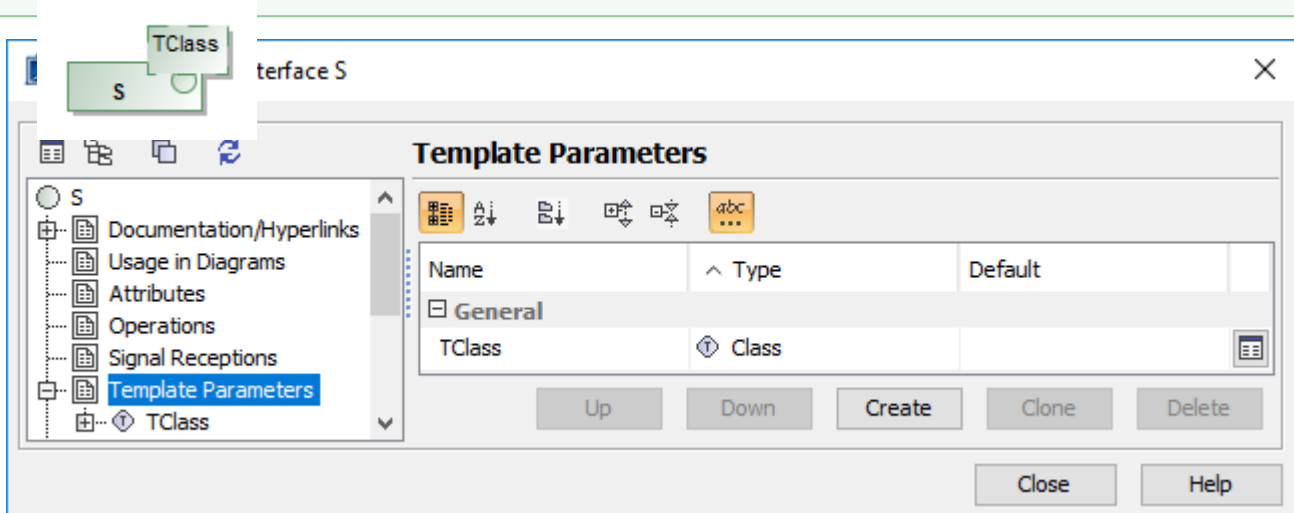 TClass
S
terface S
Template Parameters
S
Documentation/Hyperlinks
Usage in Diagrams
Attributes
Operations
Signal Receptions
Template Parameters
TClass
abc
Name Type Default
General
TClass Class
Up Down Create Clone Delete
Close Help